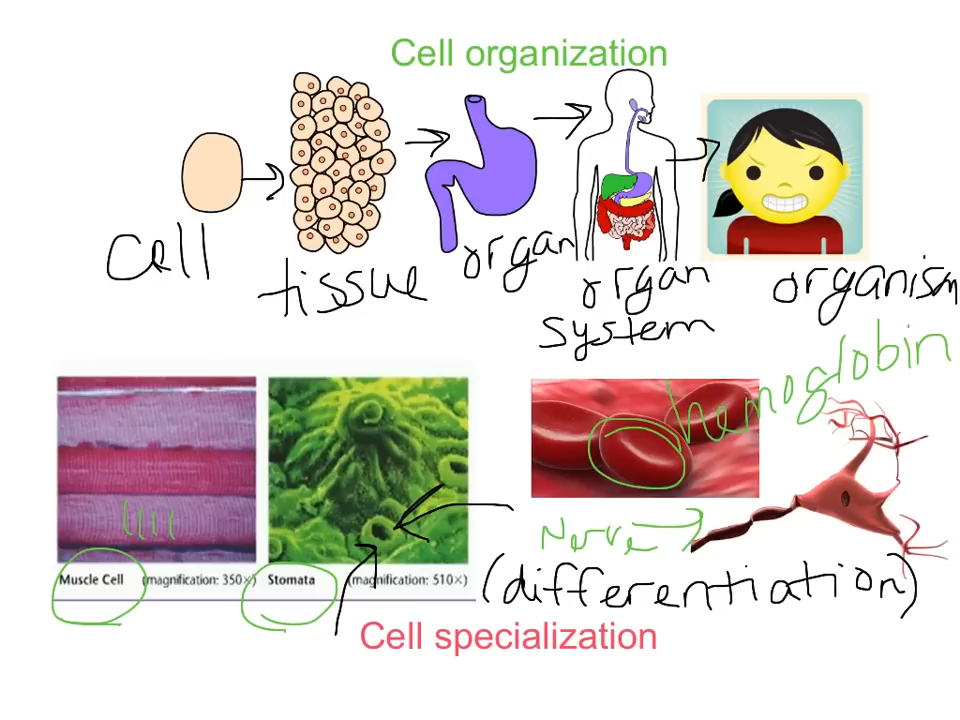 Cell organization
cell
tissue
organ
organ
system
organism
hemoglobin
Nerve
Muscle Cell (magnification: 350×) Stomata (magnification: 510×)
(differentiation)
Cell specialization